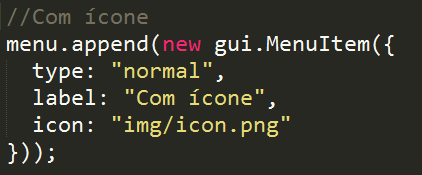 //Com ícone
menu.append(new gui.MenuItem({
  type: "normal",
  label: "Com ícone",
  icon: "img/icon.png"
}));